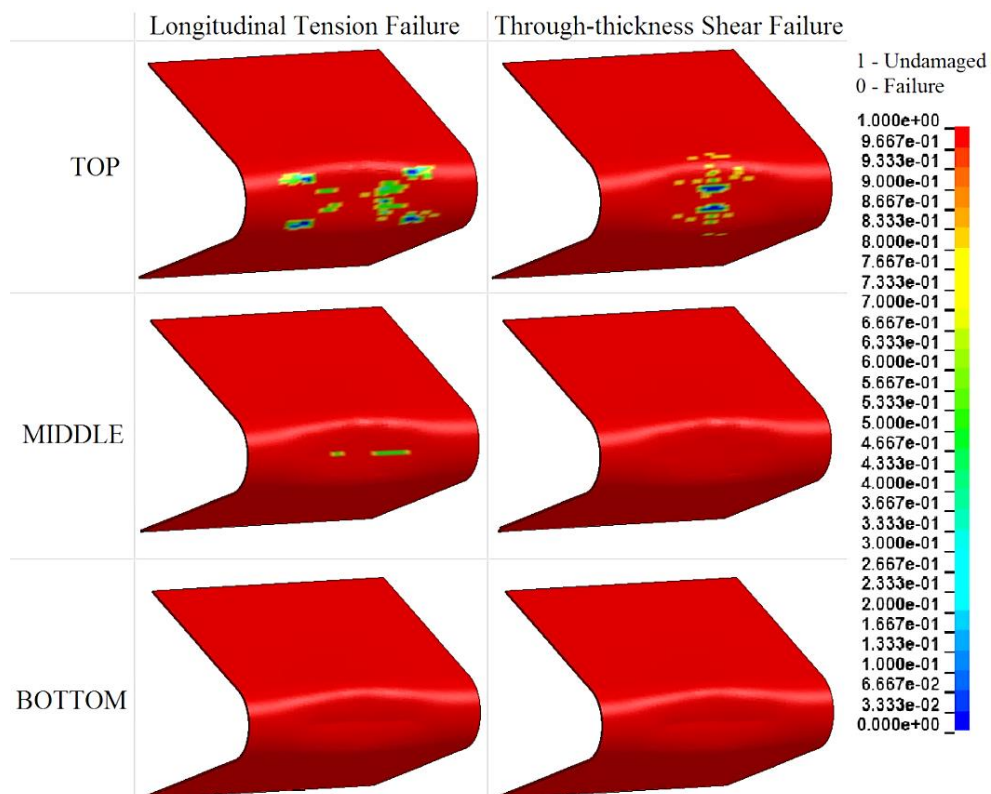 Longitudinal Tension Failure
Through-thickness Shear Failure
1 - Undamaged
0 - Failure
TOP
MIDDLE
BOTTOM
1.000e+00
9.667e-01
9.333e-01
9.000e-01
8.667e-01
8.333e-01
8.000e-01
7.667e-01
7.333e-01
7.000e-01
6.667e-01
6.333e-01
6.000e-01
5.667e-01
5.333e-01
5.000e-01
4.667e-01
4.333e-01
4.000e-01
3.667e-01
3.333e-01
3.000e-01
2.667e-01
2.333e-01
2.000e-01
1.667e-01
1.333e-01
1.000e-01
6.667e-02
3.333e-02
0.000e+00